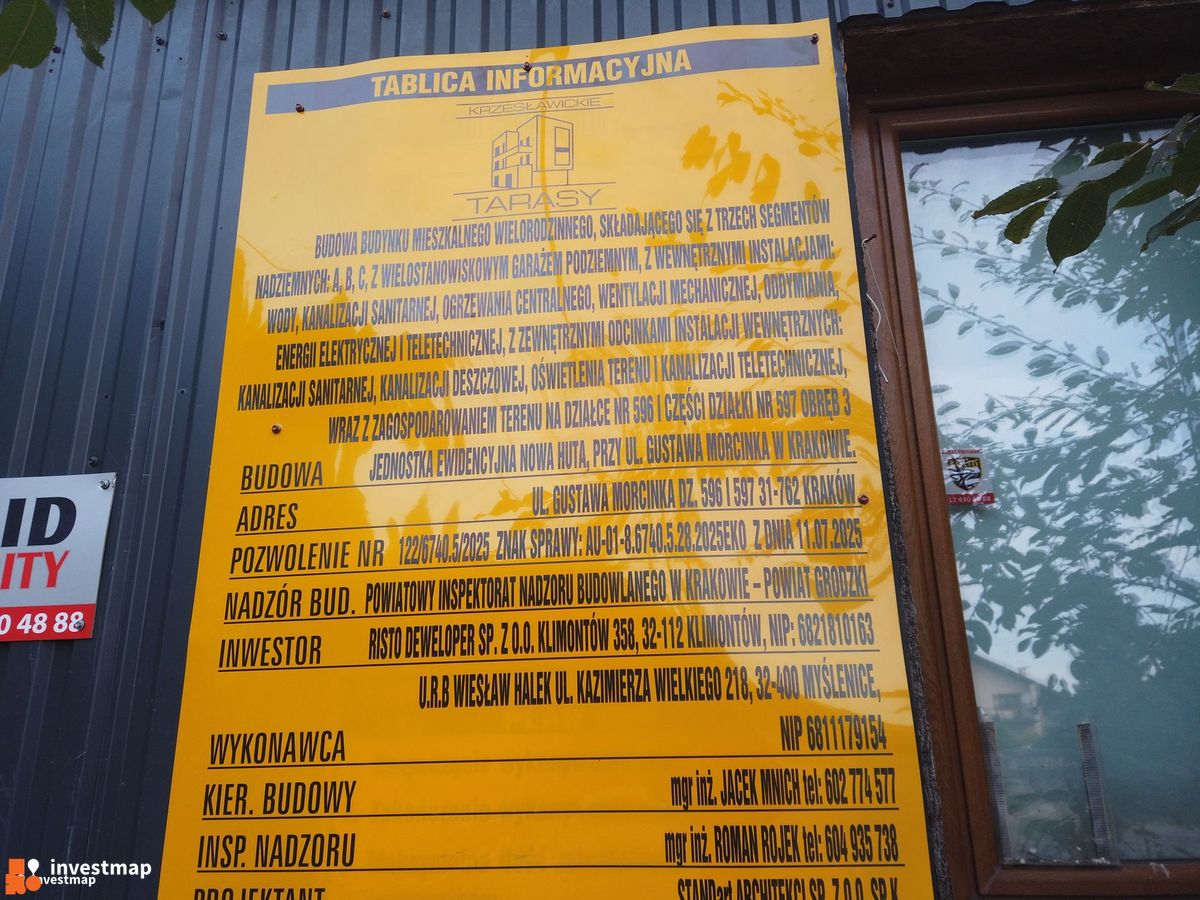 TABLICA INFORMACYJNA
KRZESŁAWICKIE
TARASY
BUDOWA BUDYNKU MIESZKALNEGO WIELORODZINNEGO, SKŁADAJĄCEGO SIĘ Z TRZECH SEGMENTÓW
NADZIEMNYCH: A, B, C, Z WIELOSTANOWISKOWYM GARAŻEM PODZIEMNYM, Z WEWNĘTRZNYMI INSTALACJAMI:
WODY, KANALIZACJI SANITARNEJ, OGRZEWANIA CENTRALNEGO, WENTYLACJI MECHANICZNEJ, ODDYMIANIA,
ENERGII ELEKTRYCZNEJ I TELETECHNICZNEJ, Z ZEWNĘTRZNYMI ODCINKAMI INSTALACJI WEWNĘTRZNYCH:
KANALIZACJI SANITARNEJ, KANALIZACJI DESZCZOWEJ, OŚWIETLENIA TERENU I KANALIZACJI TELETECHNICZNEJ,
WRAZ Z ZAGOSPODAROWANIEM TERENU NA DZIAŁCE NR 596 I CZĘŚCI DZIAŁKI NR 597 OBRĘB 3
BUDOWA JEDNOSTKA EWIDENCYJNA NOWA HUTA, PRZY UL. GUSTAWA MORCINKA W KRAKOWIE.
ADRES UL. GUSTAWA MORCINKA DZ. 596 I 597 31-762 KRAKÓW
POZWOLENIE NR 122/6740.5/2025 ZNAK SPRAWY: AU-01-8.6740.5.28.2025EKO Z DNIA 11.07.2025
NADZÓR BUD. POWIATOWY INSPEKTORAT NADZORU BUDOWLANEGO W KRAKOWIE – POWIAT GRODZKI
INWESTOR RISTO DEWELOPER SP. Z O.O. KLIMONTÓW 358, 32-112 KLIMONTÓW, NIP: 6821810163
U.R.B WIESŁAW HALEK UL. KAZIMIERZA WIELKIEGO 218, 32-400 MYŚLENICE,
WYKONAWCA NIP 6811179154
KIER. BUDOWY mgr inż. JACEK MNICH tel: 602 774 577
INSP. NADZORU mgr inż. ROMAN ROJEK tel: 604 935 738
PROJEKTANT STANDart ARCHITEKCI SP. Z O.O. SP.K
ID
ITY
0 48 88
12 430 48 88
investmap
investmap